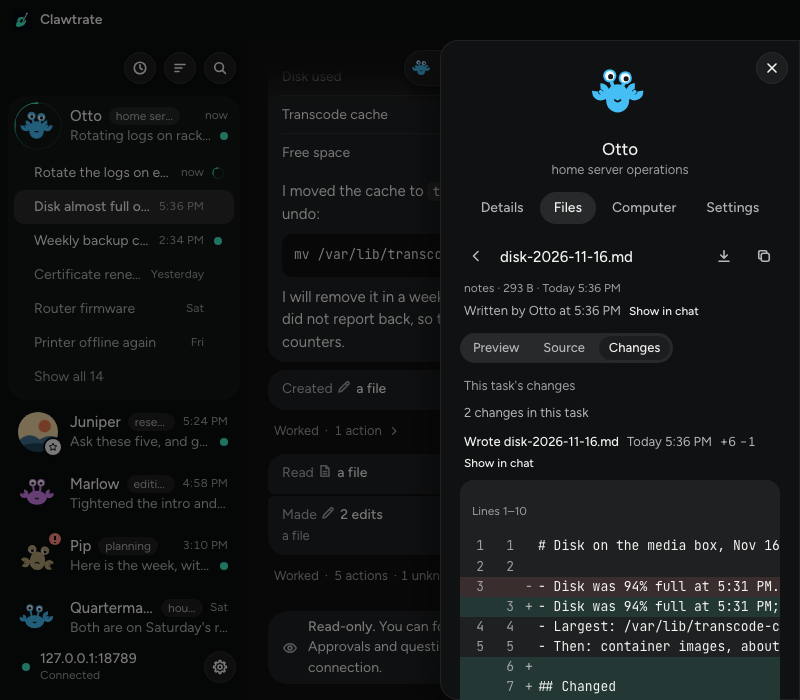 Clawtrate
Otto home ser... now
Rotating logs on rack...
Rotate the logs on e... now
Disk almost full o... 5:36 PM
Weekly backup c... 2:34 PM
Certificate rene... Yesterday
Router firmware Sat
Printer offline again Fri
Show all 14
Juniper rese... 5:24 PM
Ask these five, and g...
Marlow editi... 4:58 PM
Tightened the intro and...
Pip planning 3:10 PM
Here is the week, wit...
Quarterma... hou... Sat
Both are on Saturday's r...
127.0.0.1:18789
Connected
Disk used
Transcode cache
Free space
I moved the cache to
undo:
mv /var/lib/transco
I will remove it in a wee
did not report back, so
counters.
Created a file
Worked · 1 action
Read a file
Made 2 edits
a file
Worked · 5 actions · 1 unkn
Read-only. You can fo
Approvals and questi
connection.
Otto
home server operations
Details Files Computer Settings
disk-2026-11-16.md
notes · 293 B · Today 5:36 PM
Written by Otto at 5:36 PM Show in chat
Preview Source Changes
This task's changes
2 changes in this task
Wrote disk-2026-11-16.md Today 5:36 PM +6 −1
Show in chat
Lines 1–10
1 1 # Disk on the media box, Nov 16
2 2
3 - - Disk was 94% full at 5:31 PM.
3 + - Disk was 94% full at 5:31 PM;
4 4 - Largest: /var/lib/transcode-c
5 5 - Then: container images, about
6 +
7 + ## Changed